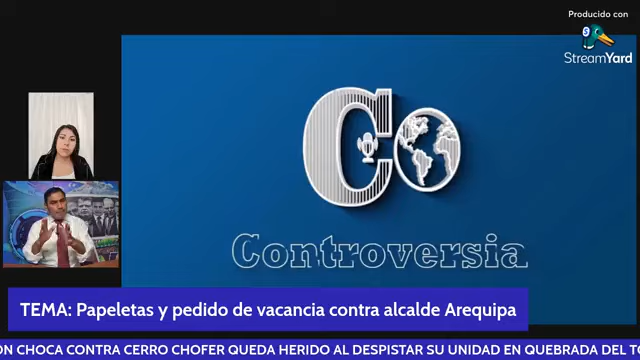 Producido con
StreamYard
Co
Controversia
TEMA: Papeletas y pedido de vacancia contra alcalde Arequipa
ON CHOCA CONTRA CERRO CHOFER QUEDA HERIDO AL DESPISTAR SU UNIDAD EN QUEBRADA DEL